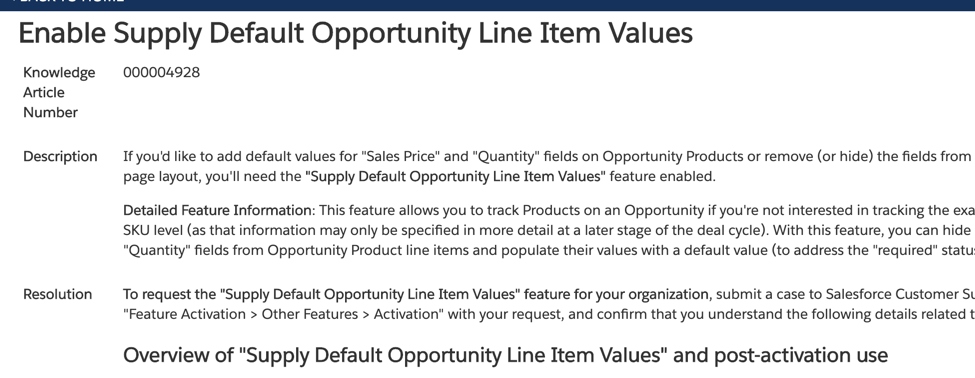 Enable Supply Default Opportunity Line Item Values
Knowledge Article Number
000004928
Description
If you'd like to add default values for "Sales Price" and "Quantity" fields on Opportunity Products or remove (or hide) the fields from
page layout, you'll need the "Supply Default Opportunity Line Item Values" feature enabled.
Detailed Feature Information: This feature allows you to track Products on an Opportunity if you're not interested in tracking the exa
SKU level (as that information may only be specified in more detail at a later stage of the deal cycle). With this feature, you can hide
"Quantity" fields from Opportunity Product line items and populate their values with a default value (to address the "required" statu
Resolution
To request the "Supply Default Opportunity Line Item Values" feature for your organization, submit a case to Salesforce Customer Su
"Feature Activation > Other Features > Activation" with your request, and confirm that you understand the following details related t
Overview of "Supply Default Opportunity Line Item Values" and post-activation use